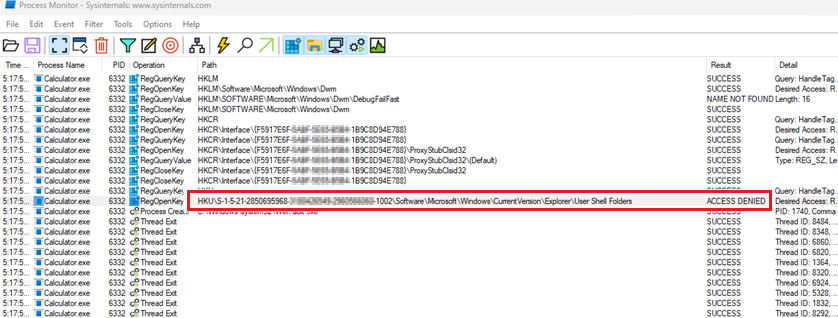 Process Monitor - Sysinternals: www.sysinternals.com
File Edit Event Filter Tools Options Help
Time ... Process Name PID Operation Path Result Detail
5:17:5... Calculator.exe 6332 RegQueryKey HKLM SUCCESS Query: HandleTag...
5:17:5... Calculator.exe 6332 RegOpenKey HKLM\Software\Microsoft\Windows\Dwm SUCCESS Desired Access: R...
5:17:5... Calculator.exe 6332 RegQueryValue HKLM\SOFTWARE\Microsoft\Windows\Dwm\DebugFailFast NAME NOT FOUND Length: 16
5:17:5... Calculator.exe 6332 RegCloseKey HKLM\SOFTWARE\Microsoft\Windows\Dwm SUCCESS
5:17:5... Calculator.exe 6332 RegQueryKey HKCR SUCCESS Query: HandleTag...
5:17:5... Calculator.exe 6332 RegOpenKey HKCR\Interface\{F5917E6F- -1B9C8D94E788} SUCCESS Desired Access: R...
5:17:5... Calculator.exe 6332 RegQueryKey HKCR\Interface\{F5917E6F- -1B9C8D94E788} SUCCESS Query: HandleTag...
5:17:5... Calculator.exe 6332 RegOpenKey HKCR\Interface\{F5917E6F- -1B9C8D94E788}\ProxyStubClsid32 SUCCESS Desired Access: R...
5:17:5... Calculator.exe 6332 RegQueryValue HKCR\Interface\{F5917E6F- -1B9C8D94E788}\ProxyStubClsid32\(Default) SUCCESS Type: REG_SZ, Le
5:17:5... Calculator.exe 6332 RegCloseKey HKCR\Interface\{F5917E6F- -1B9C8D94E788}\ProxyStubClsid32 SUCCESS
5:17:5... Calculator.exe 6332 RegCloseKey HKCR\Interface\{F5917E6F- -1B9C8D94E788} SUCCESS
5:17:5... Calculator.exe 6332 RegQueryKey SUCCESS Query: HandleTag...
5:17:5... Calculator.exe 6332 RegOpenKey HKU\S-1-5-21-2850695968- -1002\Software\Microsoft\Windows\CurrentVersion\Explorer\User Shell Folders ACCESS DENIED Desired Access: R...
5:17:5... Calculator.exe 6332 Process Crea... SUCCESS PID: 1740, Comma...
5:17:5... Calculator.exe 6332 Thread Exit SUCCESS Thread ID: 8484, ...
5:17:5... Calculator.exe 6332 Thread Exit SUCCESS Thread ID: 8348, ...
5:17:5... Calculator.exe 6332 Thread Exit SUCCESS Thread ID: 6860, ...
5:17:5... Calculator.exe 6332 Thread Exit SUCCESS Thread ID: 6820, ...
5:17:5... Calculator.exe 6332 Thread Exit SUCCESS Thread ID: 1364, ...
5:17:5... Calculator.exe 6332 Thread Exit SUCCESS Thread ID: 8320, ...
5:17:5... Calculator.exe 6332 Thread Exit SUCCESS Thread ID: 6924, ...
5:17:5... Calculator.exe 6332 Thread Exit SUCCESS Thread ID: 5328, ...
5:17:5... Calculator.exe 6332 Thread Exit SUCCESS Thread ID: 1832, ...
5:17:5... Calculator.exe 6332 Thread Exit SUCCESS Thread ID: 8292, ...